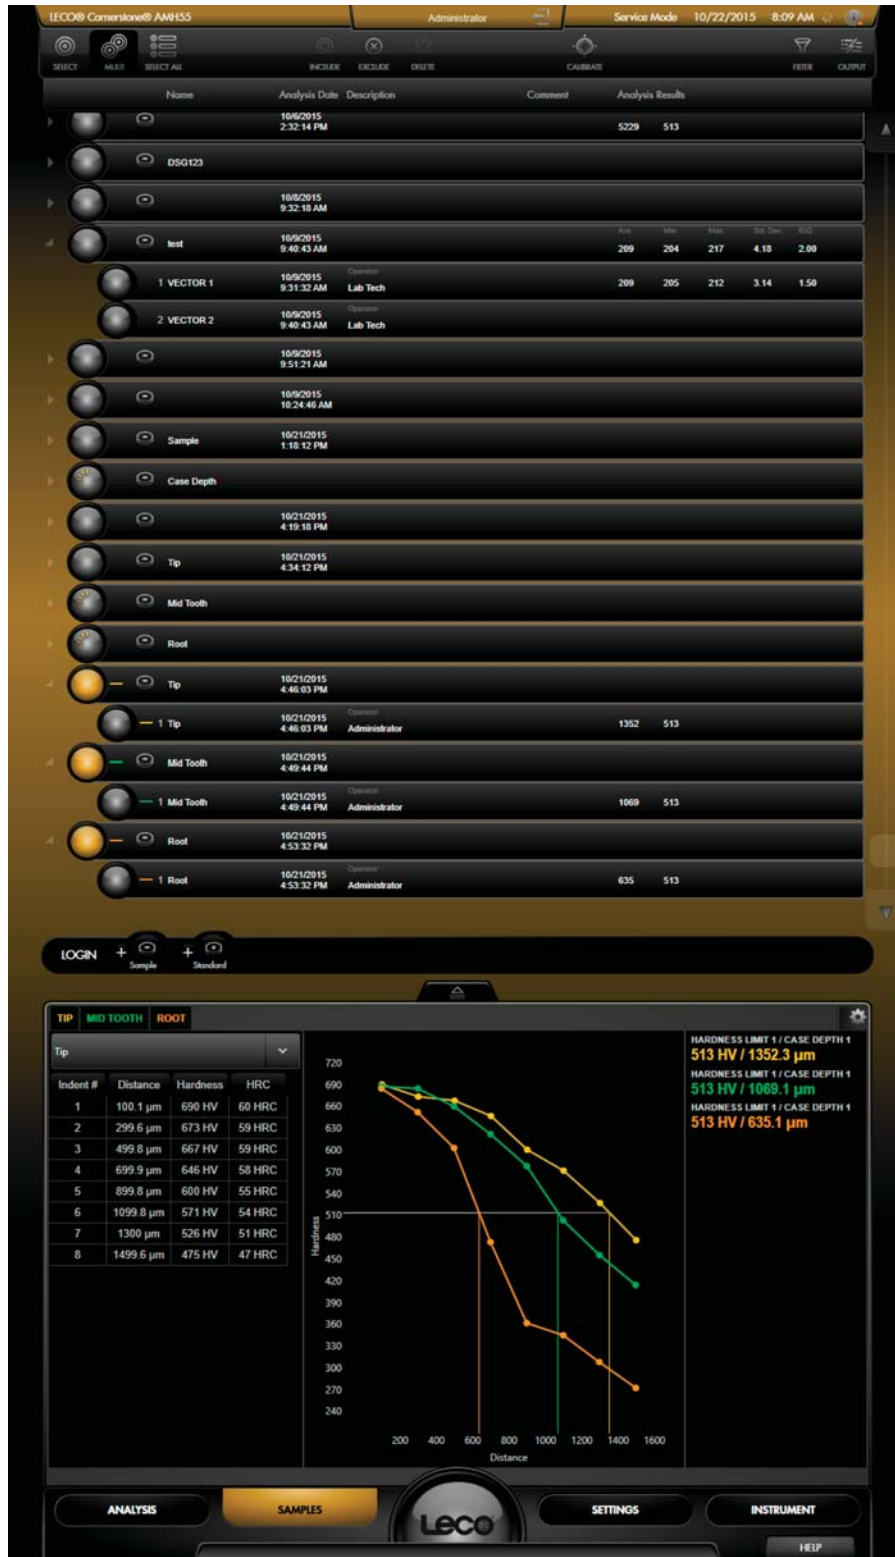 LECO® Cornerstone® AMH55 Administrator Service Mode 10/22/2015 8:09 AM
SELECT MULTI SELECT ALL INCLUDE EXCLUDE DELETE CALIBRATE FILTER OUTPUT
Name Analysis Date Description Comment Analysis Results
10/6/2015
2:32:14 PM 5229 513
DSG123
10/8/2015
9:32:18 AM
Ave Min Max Std. Dev. RSD
test 10/9/2015
9:40:43 AM 209 204 217 4.18 2.00
1 VECTOR 1 10/9/2015 Operator
9:31:32 AM Lab Tech 209 205 212 3.14 1.50
2 VECTOR 2 10/9/2015 Operator
9:40:43 AM Lab Tech
10/9/2015
9:51:21 AM
10/9/2015
10:24:46 AM
Sample 10/21/2015
1:18:12 PM
Case Depth
10/21/2015
4:19:18 PM
Tip 10/21/2015
4:34:12 PM
Mid Tooth
Root
Tip 10/21/2015
4:46:03 PM
1 Tip 10/21/2015 Operator
4:46:03 PM Administrator 1352 513
Mid Tooth 10/21/2015
4:49:44 PM
1 Mid Tooth 10/21/2015 Operator
4:49:44 PM Administrator 1069 513
Root 10/21/2015
4:53:32 PM
1 Root 10/21/2015 Operator
4:53:32 PM Administrator 635 513
LOGIN + Sample + Standard
TIP MID TOOTH ROOT
Tip
Indent # Distance Hardness HRC
1 100.1 µm 690 HV 60 HRC
2 299.6 µm 673 HV 59 HRC
3 499.8 µm 667 HV 59 HRC
4 699.9 µm 646 HV 58 HRC
5 899.8 µm 600 HV 55 HRC
6 1099.8 µm 571 HV 54 HRC
7 1300 µm 526 HV 51 HRC
8 1499.6 µm 475 HV 47 HRC
Hardness
720
690
660
630
600
570
540
510
480
450
420
390
360
330
300
270
240
200 400 600 800 1000 1200 1400 1600
Distance
HARDNESS LIMIT 1 / CASE DEPTH 1
513 HV / 1352.3 µm
HARDNESS LIMIT 1 / CASE DEPTH 1
513 HV / 1069.1 µm
HARDNESS LIMIT 1 / CASE DEPTH 1
513 HV / 635.1 µm
ANALYSIS SAMPLES LECO SETTINGS INSTRUMENT
HELP